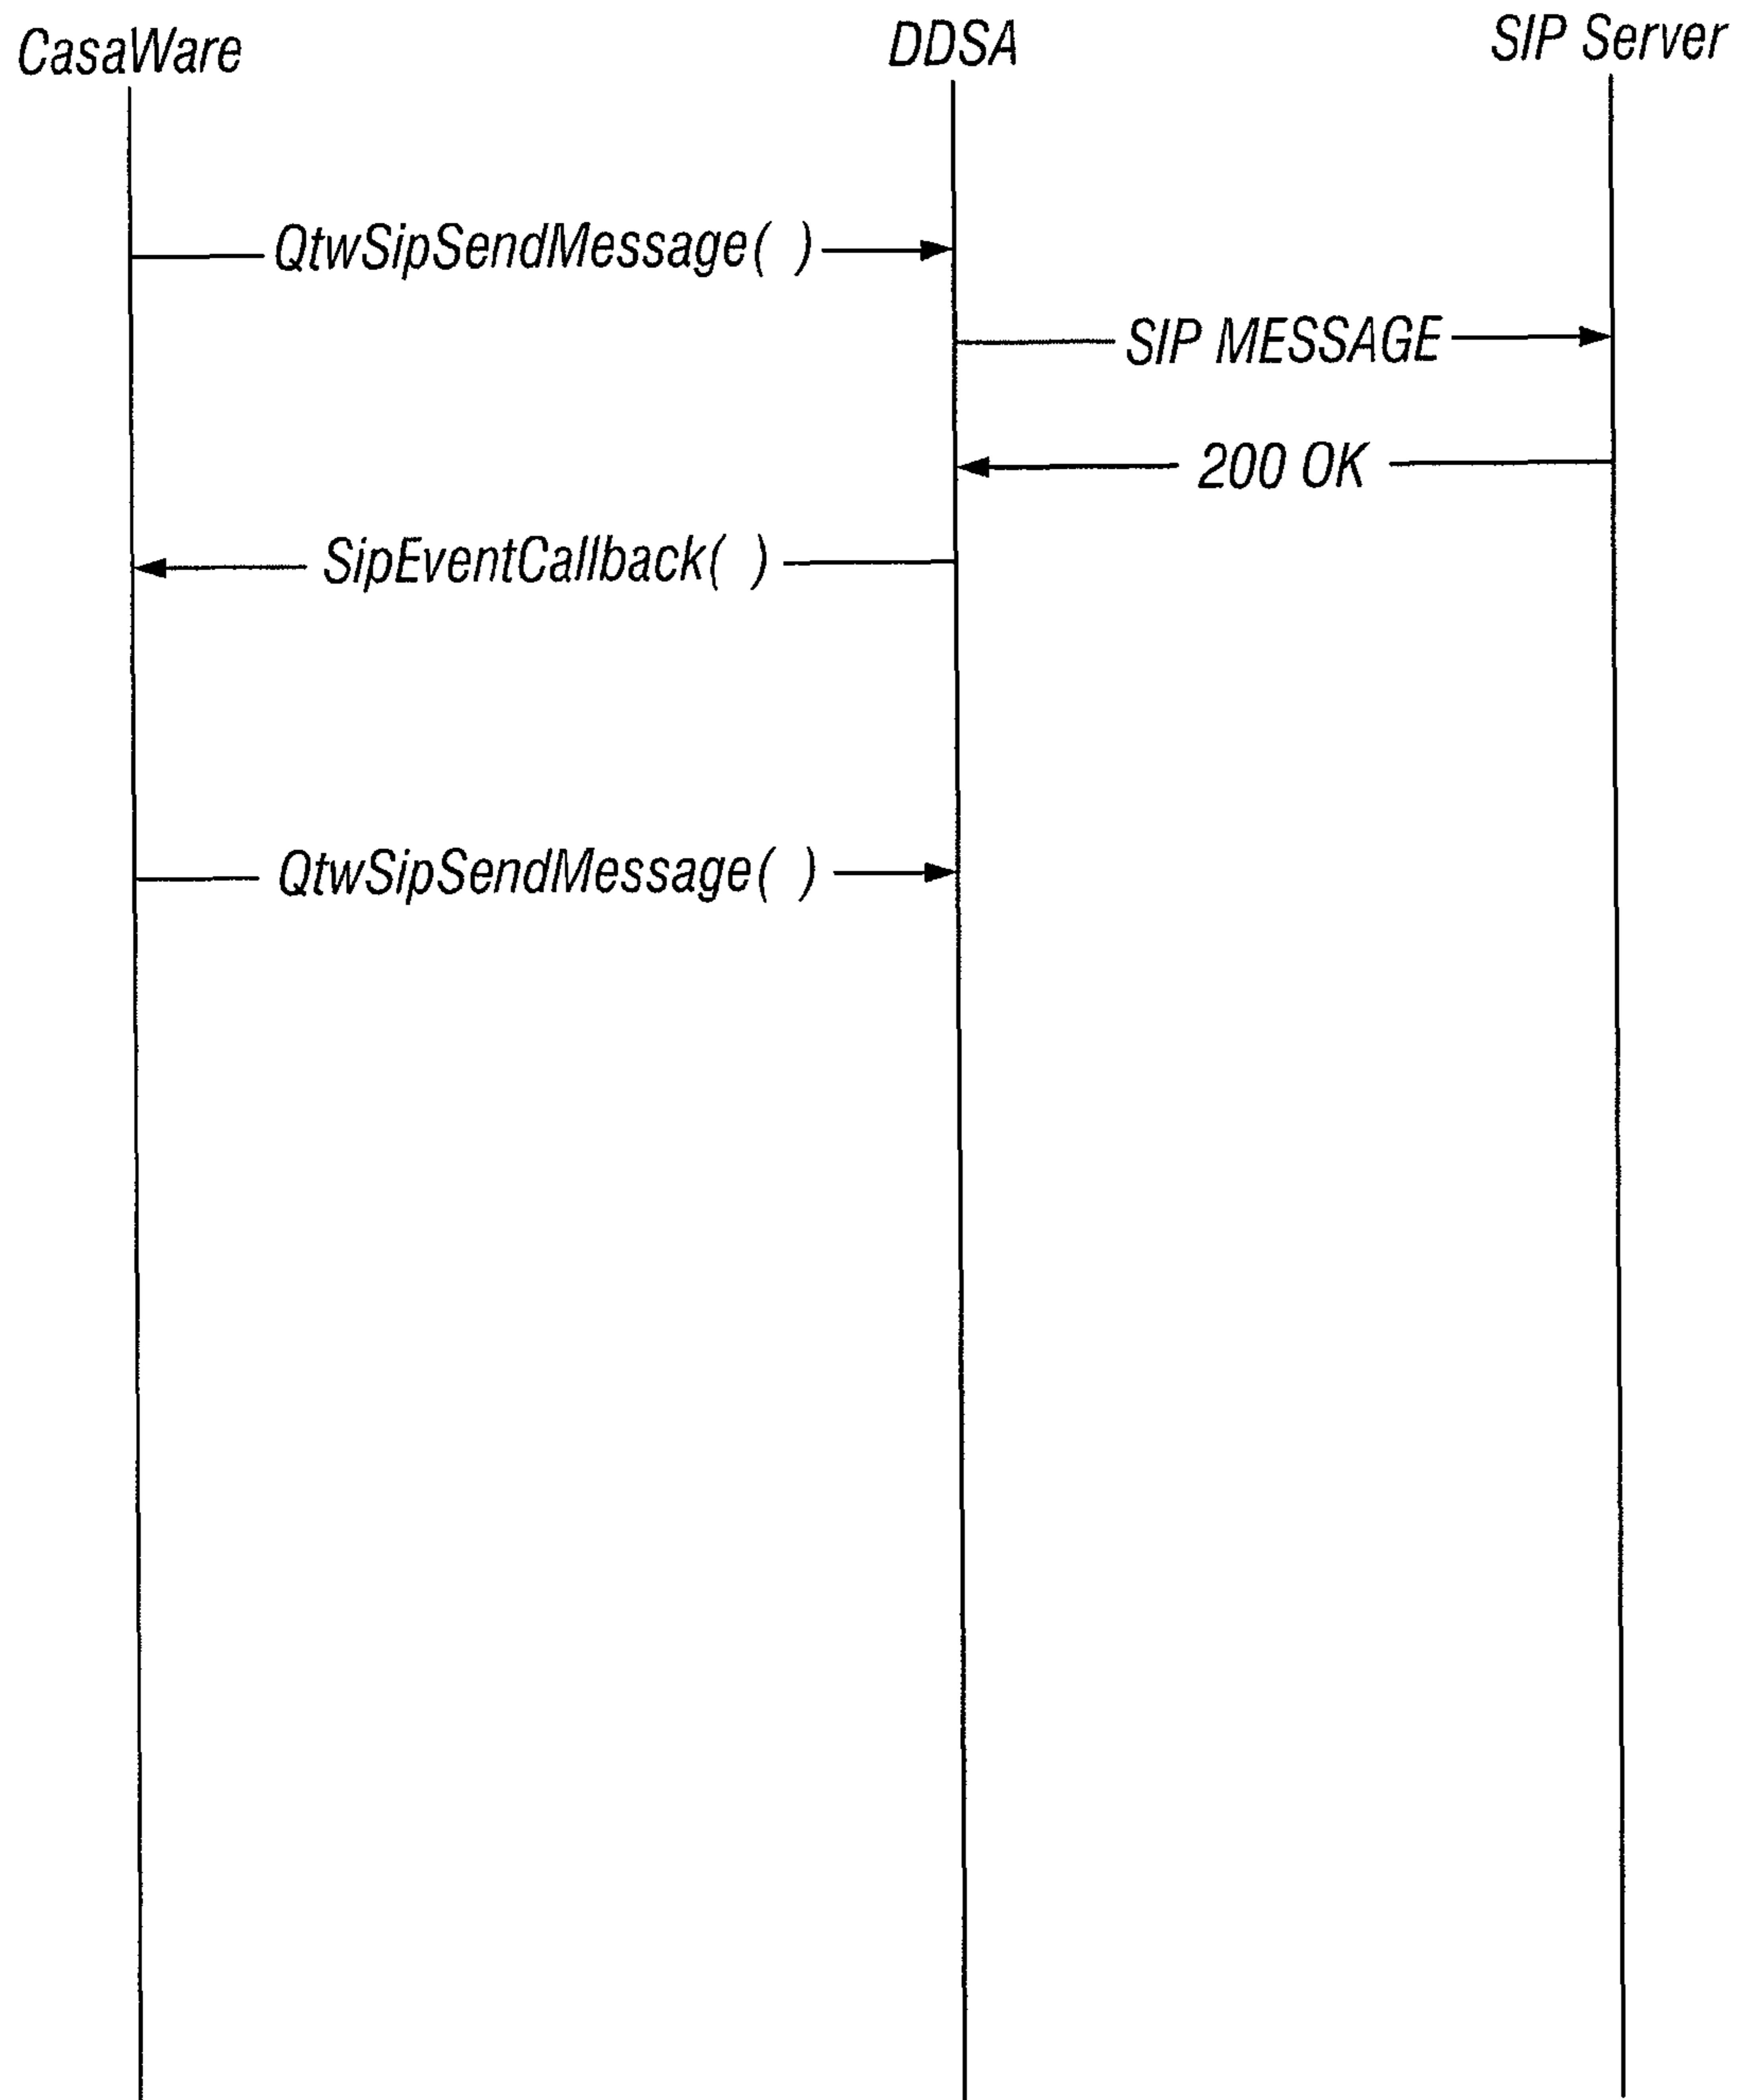 CasaWare DDSA SIP Server
QtwSipSendMessage( )
SIP MESSAGE
200 OK
SipEventCallback( )
QtwSipSendMessage( )